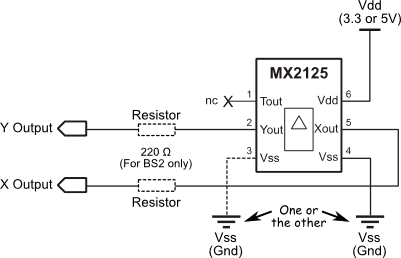 Vdd
(3.3 or 5V)
MX2125
nc
1
Tout
Vdd
6
Resistor
Y Output
2
Yout
Xout
5
220 Ω
(For BS2 only)
3
Vss
Vss
4
X Output
Resistor
One or
the other
Vss
(Gnd)
Vss
(Gnd)